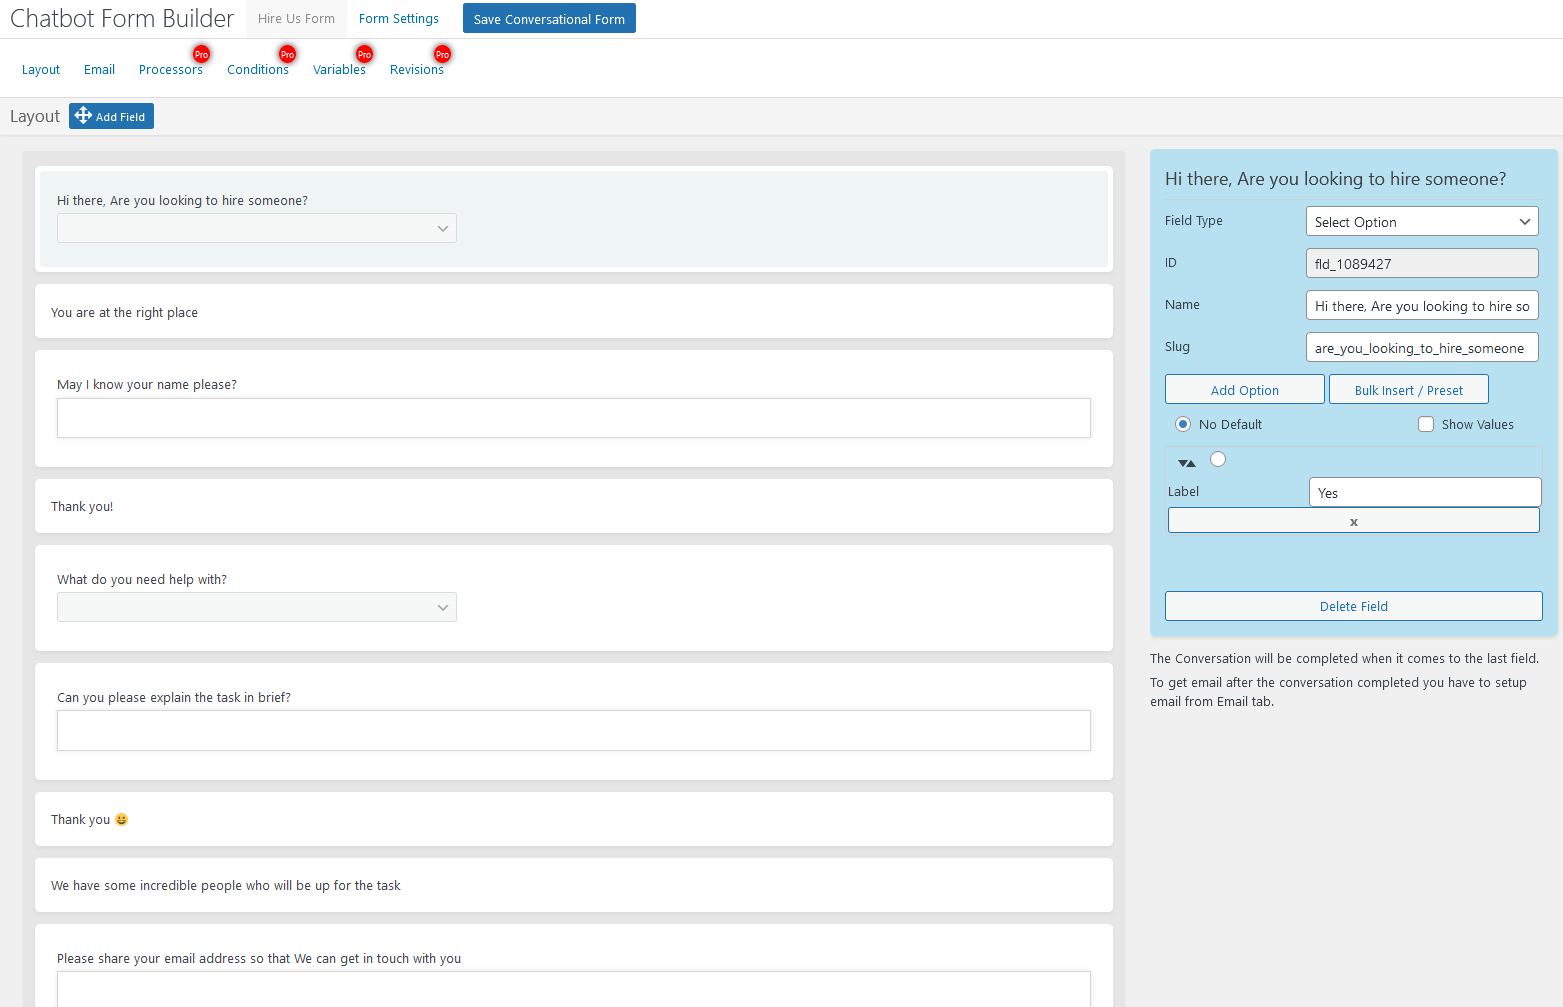 Chatbot Form Builder
Hire Us Form
Form Settings
Save Conversational Form
Layout
Email
Processors
Pro
Conditions
Pro
Variables
Pro
Revisions
Pro
Layout
Add Field
Hi there, Are you looking to hire someone?
You are at the right place
May I know your name please?
Thank you!
What do you need help with?
Can you please explain the task in brief?
Thank you 😀
We have some incredible people who will be up for the task
Please share your email address so that We can get in touch with you
Hi there, Are you looking to hire someone?
Field Type
Select Option
ID
fld_1089427
Name
Hi there, Are you looking to hire so
Slug
are_you_looking_to_hire_someone
Add Option
Bulk Insert / Preset
No Default
Show Values
Label
Yes
x
Delete Field
The Conversation will be completed when it comes to the last field.
To get email after the conversation completed you have to setup
email from Email tab.